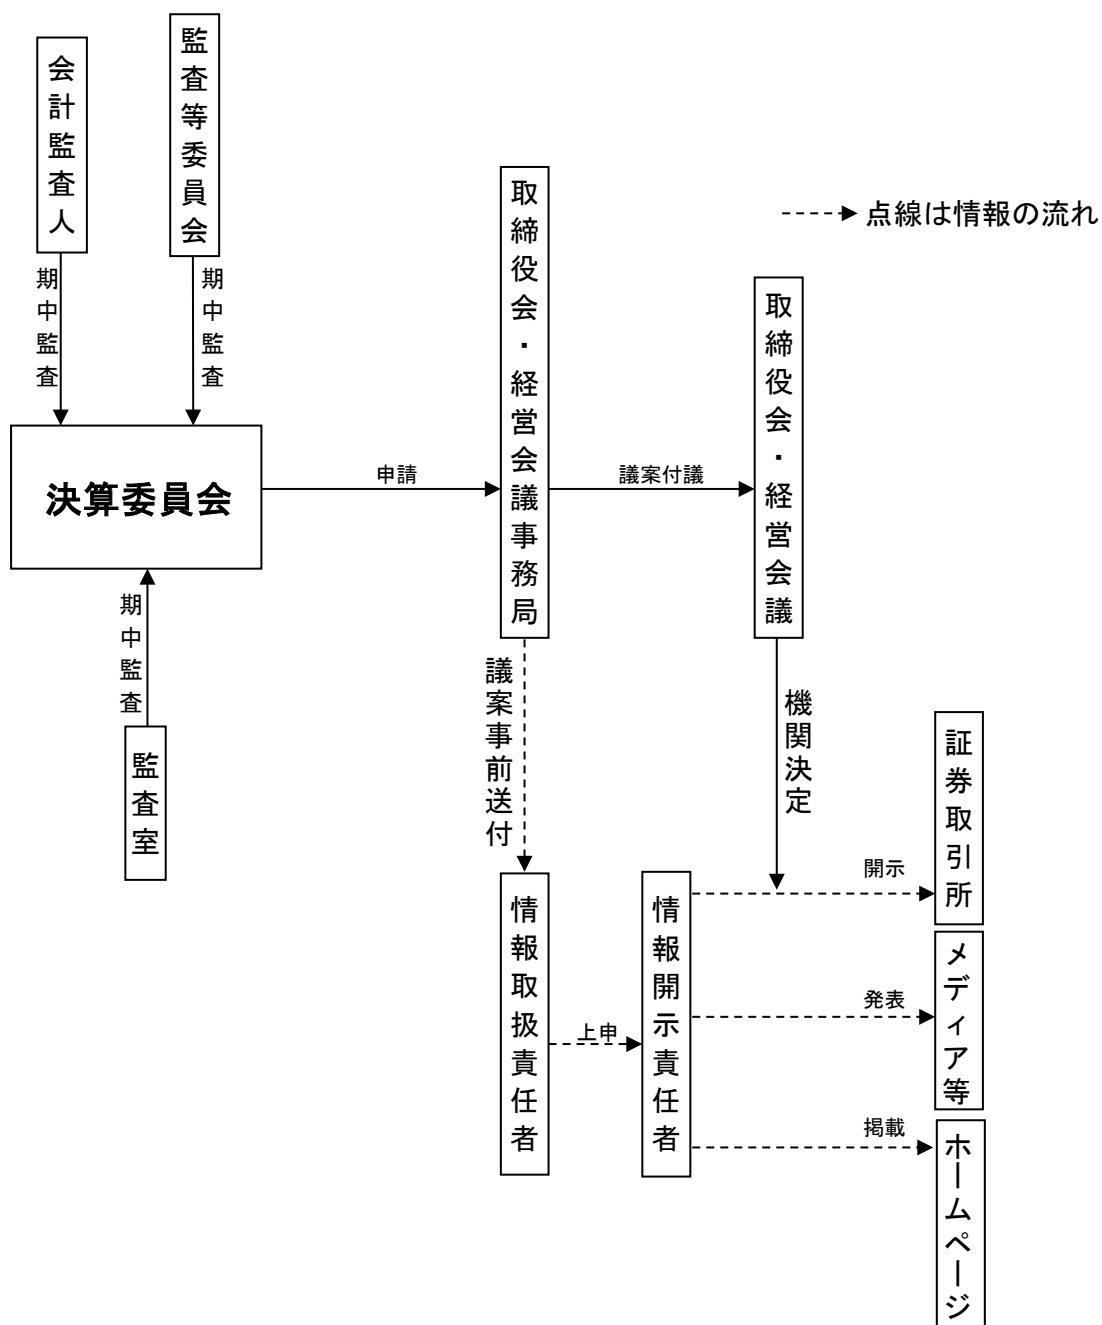 会計監査人
監査等委員会
期中監査
期中監査
決算委員会
期中監査
監査室
申請
取締役会・経営会議事務局
議案付議
取締役会・経営会議
点線は情報の流れ
議案事前送付
機関決定
情報取扱責任者
上申
情報開示責任者
開示
証券取引所
発表
メディア等
掲載
ホームページ